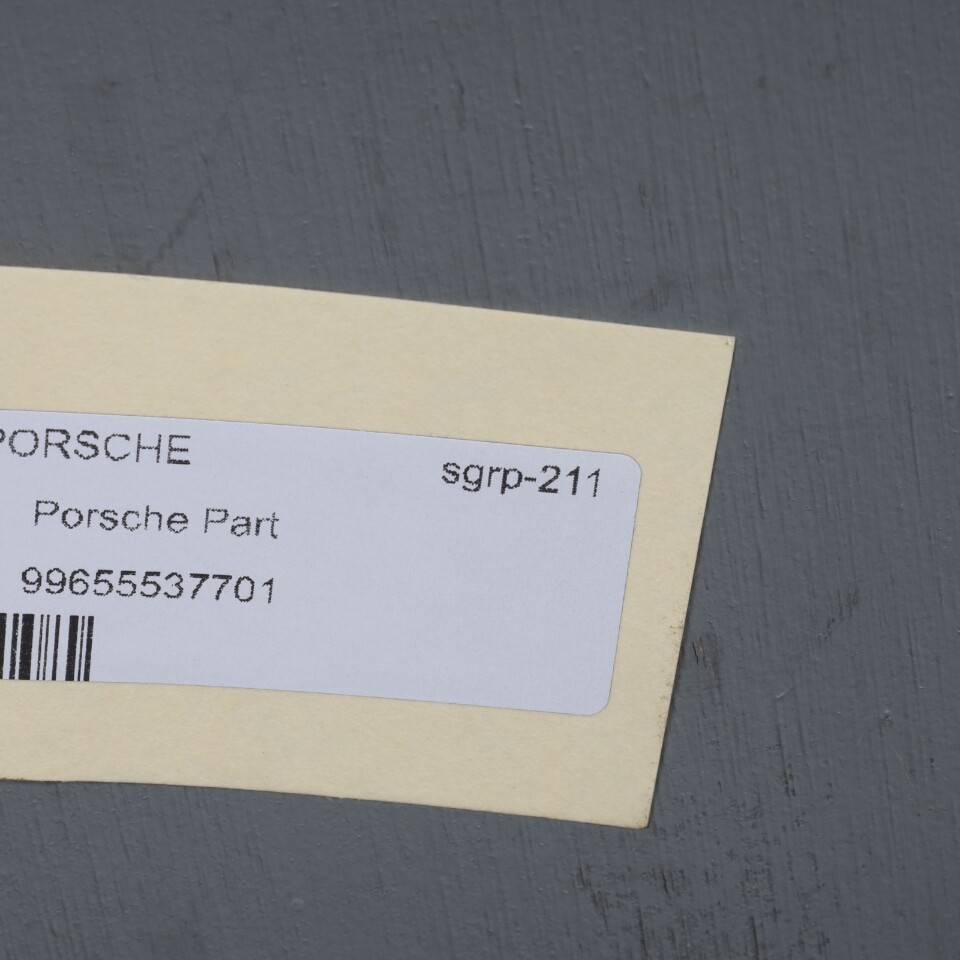 PORSCHE
sgrp-211
Porsche Part
99655537701